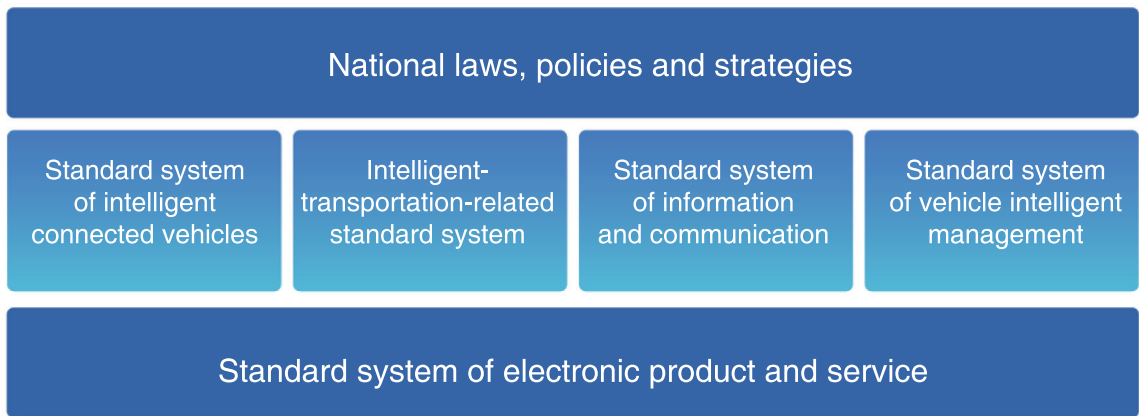 National laws, policies and strategies
Standard system
of intelligent
connected vehicles
Intelligent-
transportation-related
standard system
Standard system
of information
and communication
Standard system
of vehicle intelligent
management
Standard system of electronic product and service